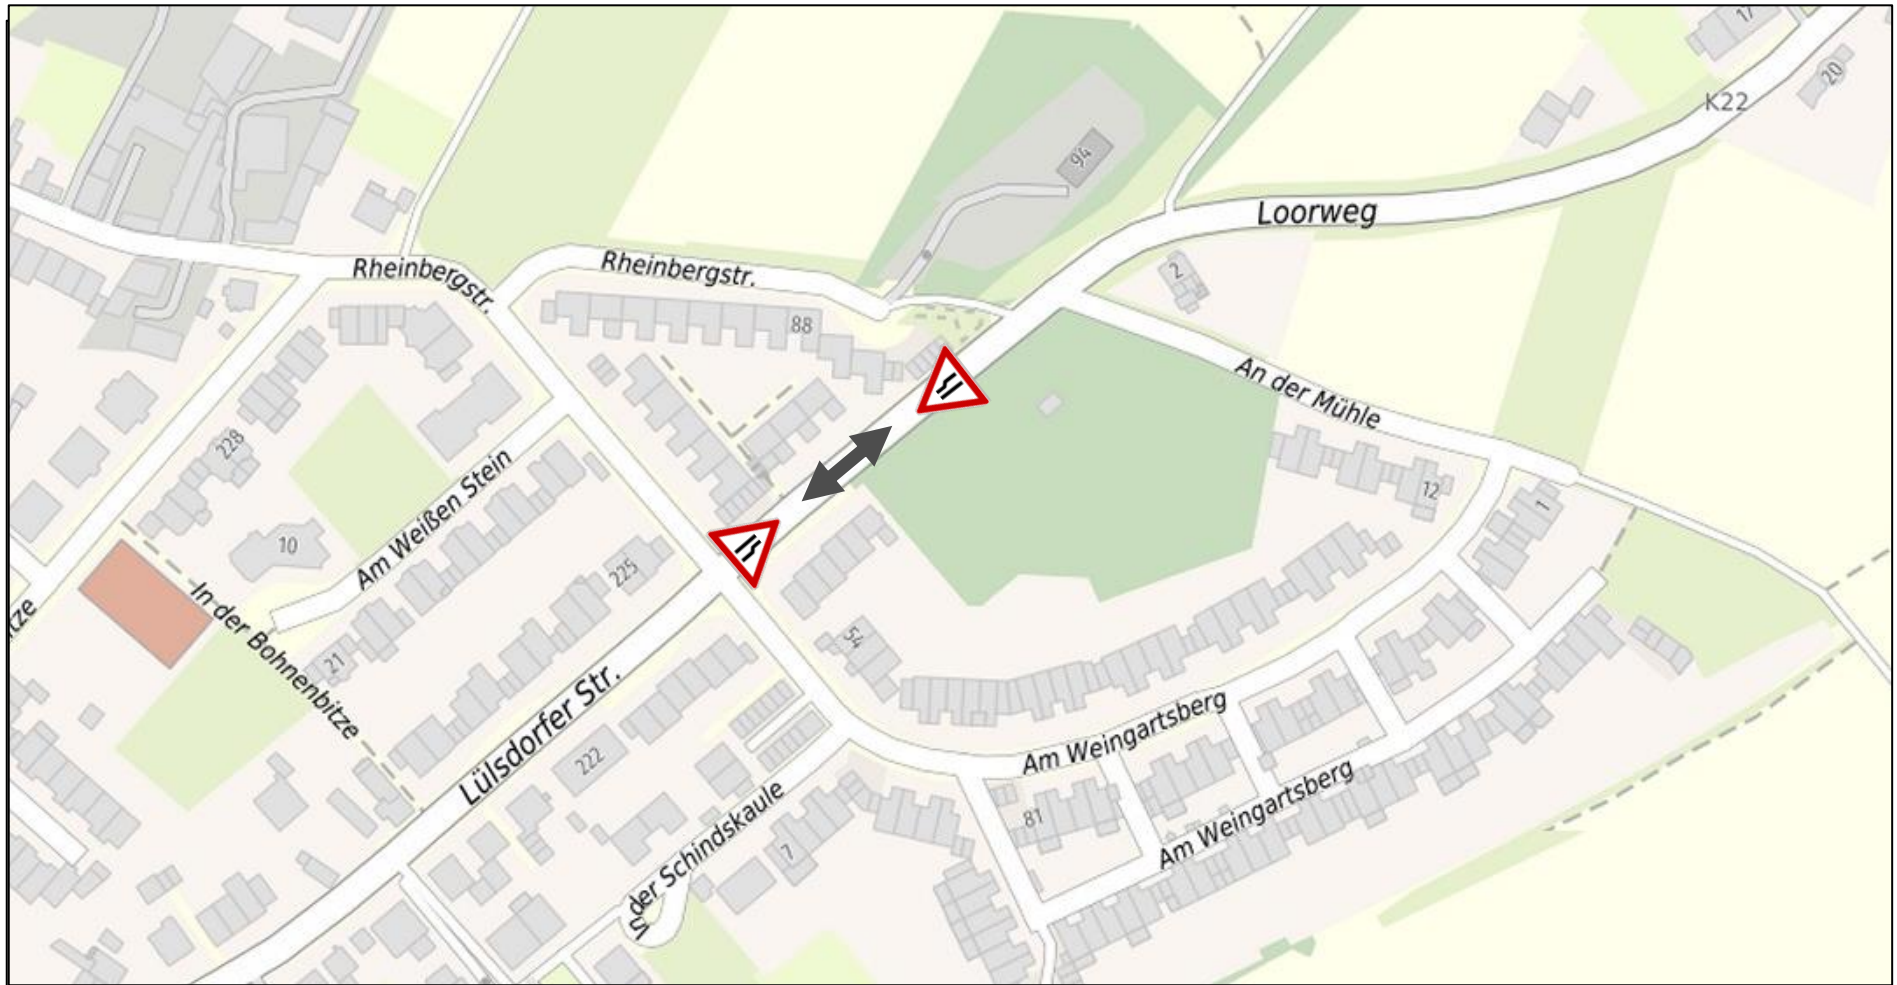 17
20
K22
94
Loorweg
2
Rheinbergstr.
Rheinbergstr.
88
An der Mühle
228
12
1
Am Weißen Stein
10
225
In der Bohnenbitze
itze
21
54
Lülsdorfer Str.
222
Am Weingartsberg
81
Am Weingartsberg
7
In der Schindskaule